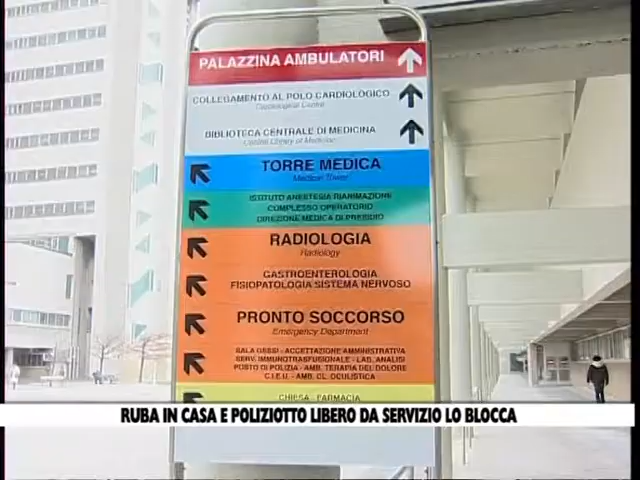 PALAZZINA AMBULATORI
COLLEGAMENTO AL POLO CARDIOLOGICO
Cardiological Centre
BIBLIOTECA CENTRALE DI MEDICINA
Central Library of Medicine
TORRE MEDICA
Medical Tower
ISTITUTO ANESTESIA RIANIMAZIONE
COMPLESSO OPERATORIO
DIREZIONE MEDICA DI PRESIDIO
RADIOLOGIA
Radiology
GASTROENTEROLOGIA
FISIOPATOLOGIA SISTEMA NERVOSO
PRONTO SOCCORSO
Emergency Department
SALA GESSI - ACCETTAZIONE AMMINISTRATIVA
SERV. IMMUNOTRASFUSIONALE - LAB. ANALISI
POSTO DI POLIZIA - AMB. TERAPIA DEL DOLORE
C.I.E.U. - AMB. CL. OCULISTICA
CHIESA - FARMACIA
RUBA IN CASA E POLIZIOTTO LIBERO DA SERVIZIO LO BLOCCA